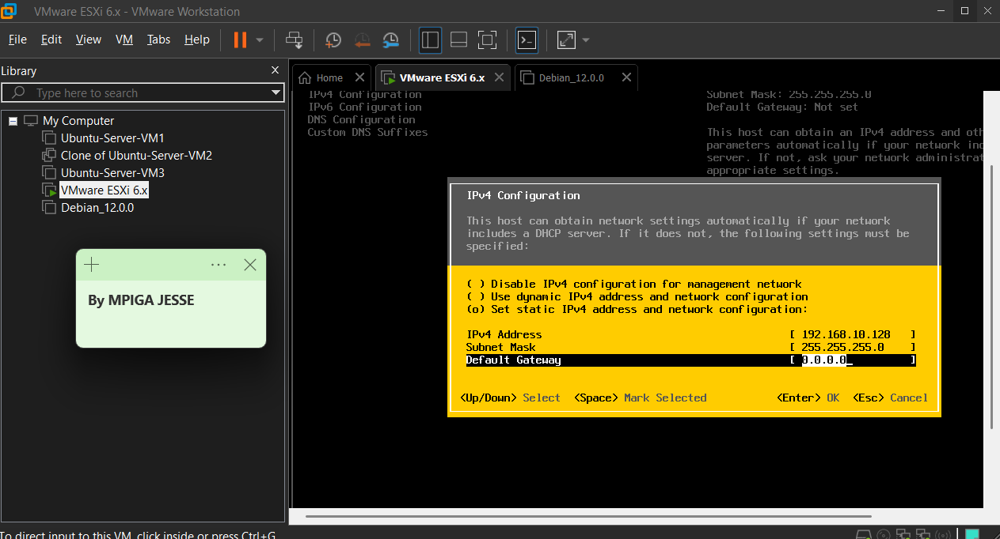 VMware ESXi 6.x - VMware Workstation
File Edit View VM Tabs Help
Library
Type here to search
My Computer
Ubuntu-Server-VM1
Clone of Ubuntu-Server-VM2
Ubuntu-Server-VM3
VMware ESXi 6.x
Debian_12.0.0
By MPIGA JESSE
Home VMware ESXi 6.x Debian_12.0.0
IPv4 Configuration
IPv6 Configuration
DNS Configuration
Custom DNS Suffixes
Subnet Mask: 255.255.255.0
Default Gateway: Not set
This host can obtain an IPv4 address and oth
parameters automatically if your network inc
server. If not, ask your network administrat
appropriate settings.
IPv4 Configuration
This host can obtain network settings automatically if your network
includes a DHCP server. If it does not, the following settings must be
specified:
( ) Disable IPv4 configuration for management network
( ) Use dynamic IPv4 address and network configuration
(o) Set static IPv4 address and network configuration:
IPv4 Address [ 192.168.10.128 ]
Subnet Mask [ 255.255.255.0 ]
Default Gateway [ 0.0.0.0_ ]
<Up/Down> Select <Space> Mark Selected <Enter> OK <Esc> Cancel
To direct input to this VM, click inside or press Ctrl+G.